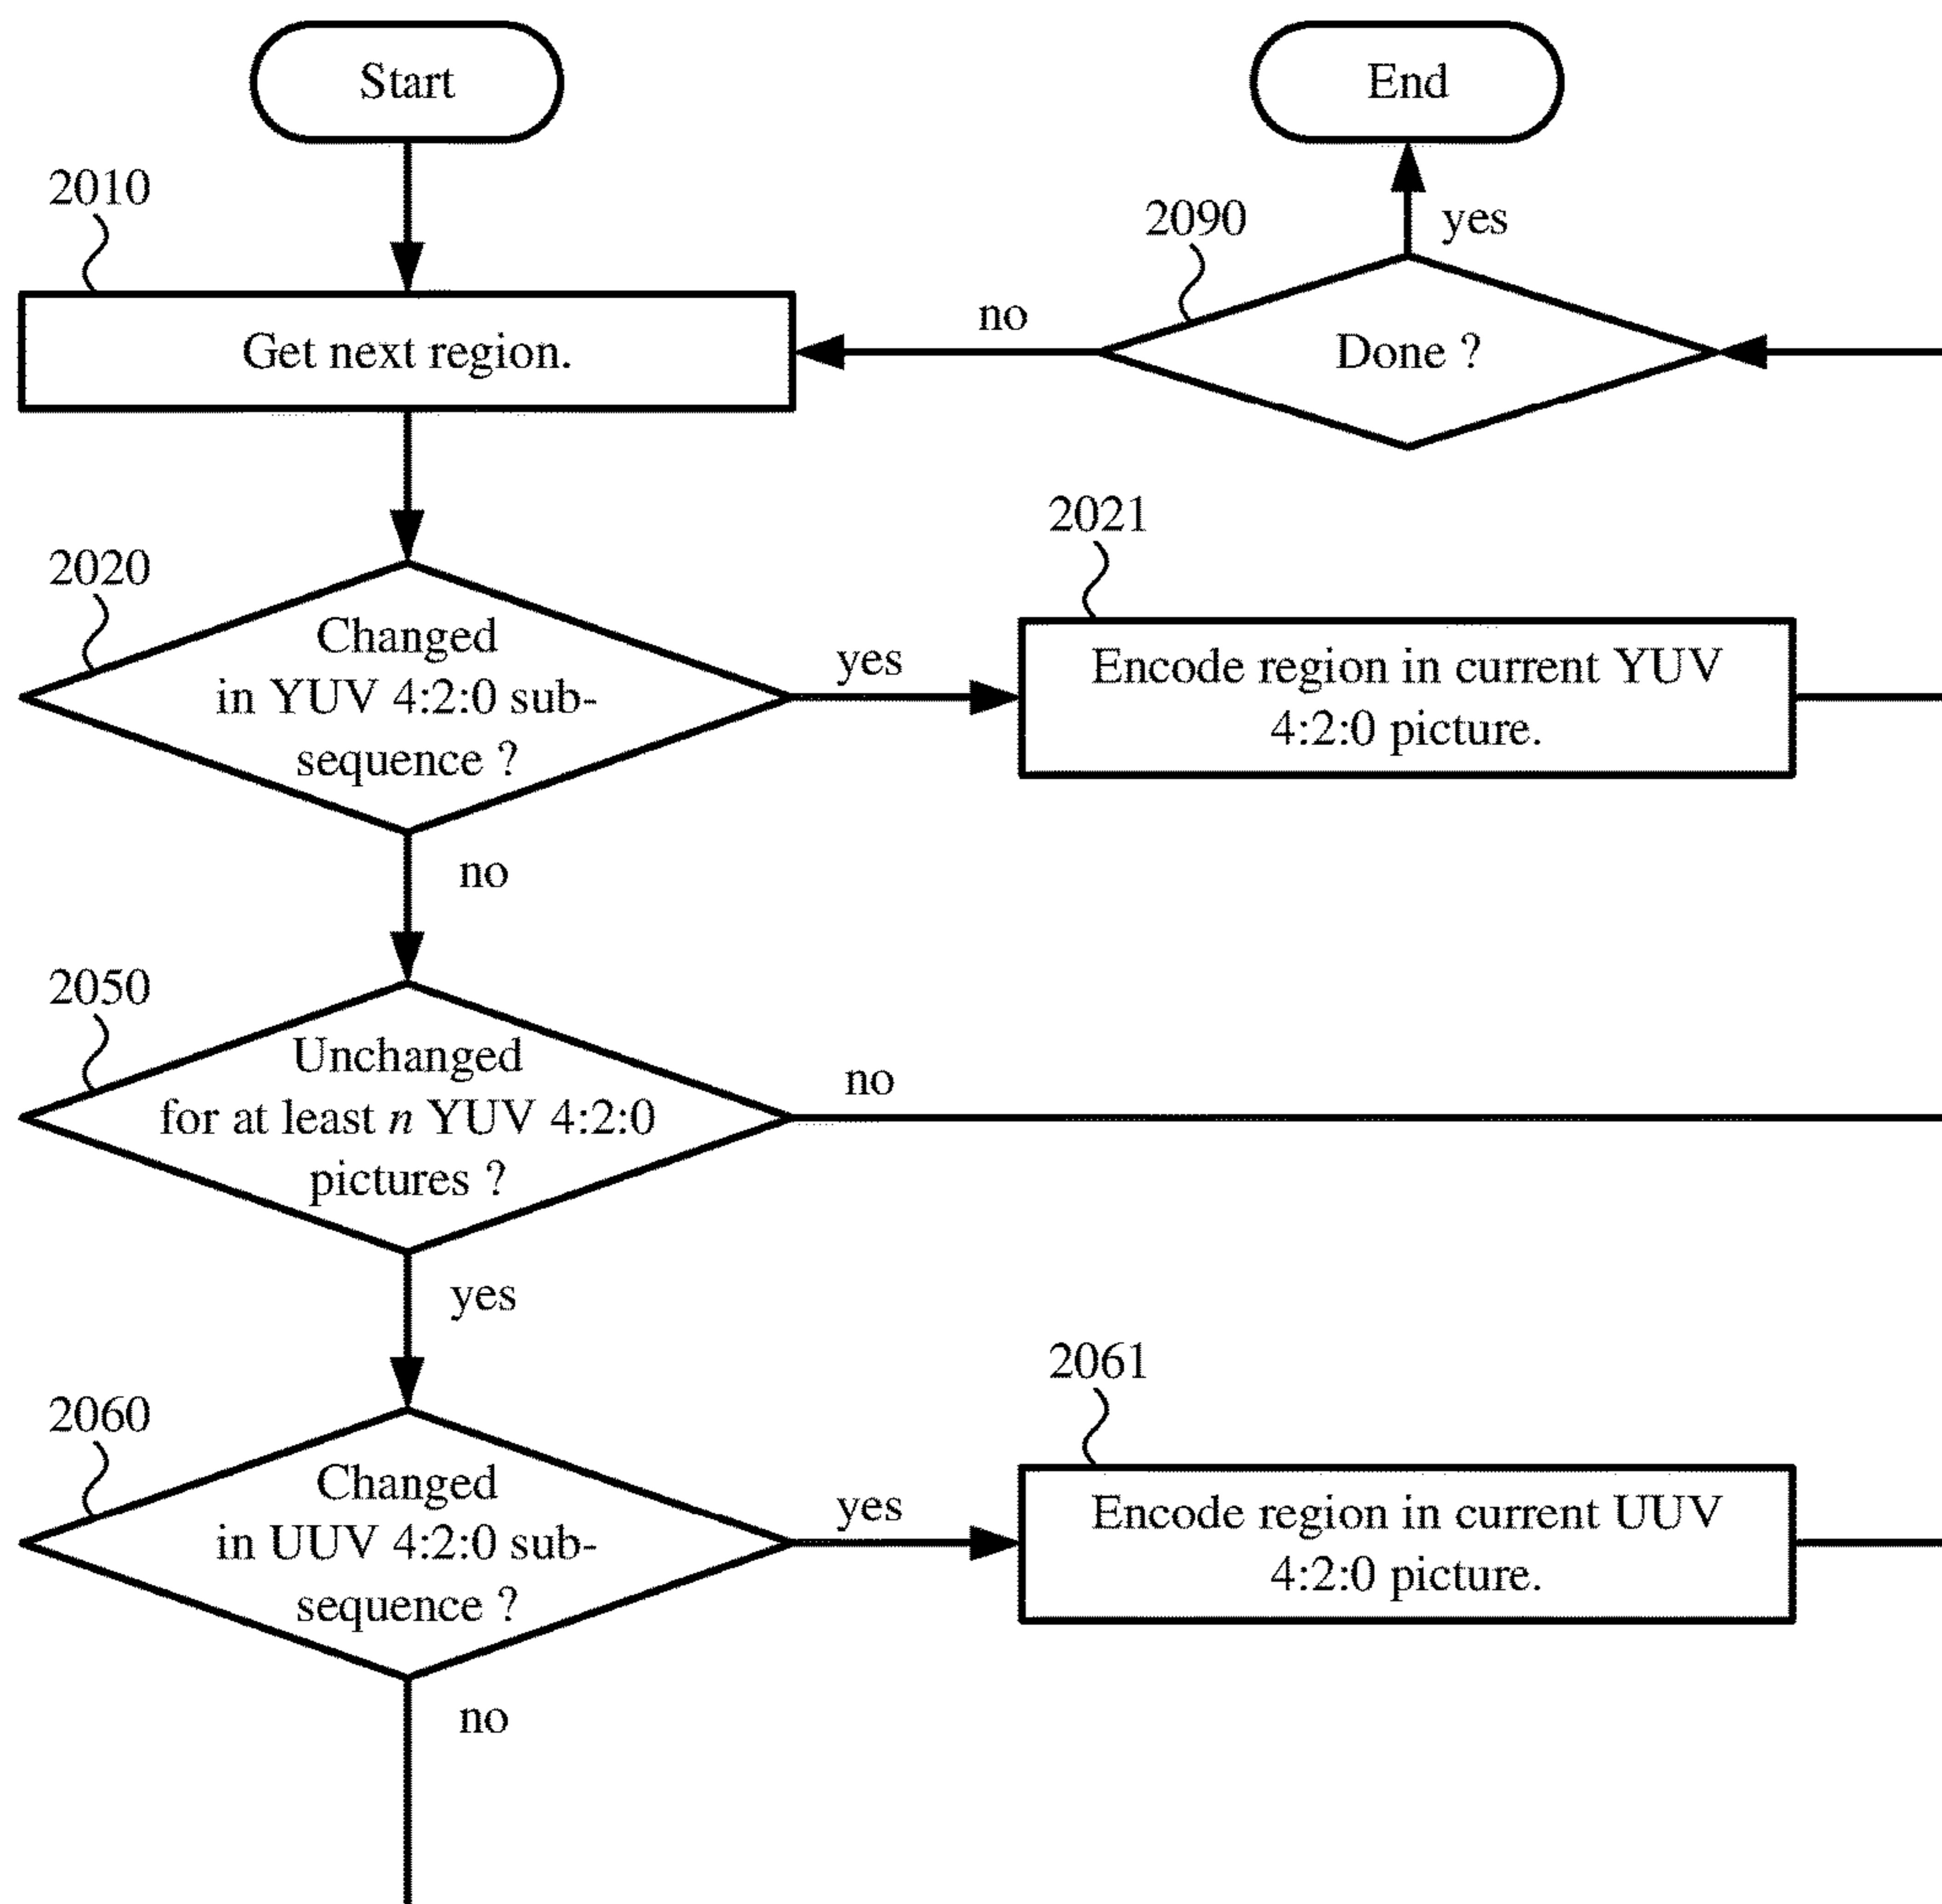 Start
End
2010
2090
yes
no
Get next region.
Done ?
2020
2021
Changed
in YUV 4:2:0 sub-
sequence ?
yes
Encode region in current YUV
4:2:0 picture.
no
2050
Unchanged
for at least n YUV 4:2:0
pictures ?
no
yes
2060
2061
Changed
in UUV 4:2:0 sub-
sequence ?
yes
Encode region in current UUV
4:2:0 picture.
no